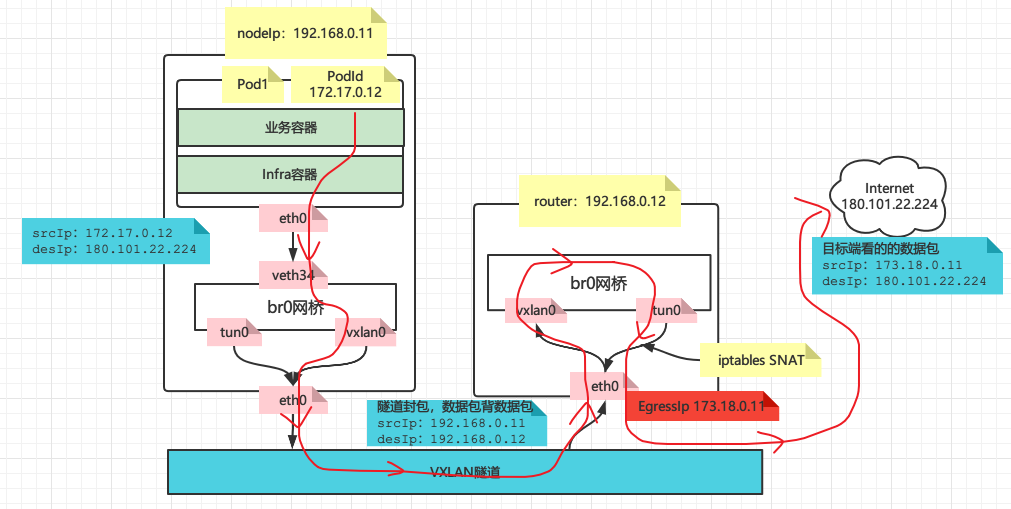 nodeIp：192.168.0.11
Pod1
PodId
172.17.0.12
业务容器
Infra容器
eth0
srcIp：172.17.0.12
desIp：180.101.22.224
veth34
br0网桥
tun0
vxlan0
eth0
隧道封包，数据包背数据包
srcIp：192.168.0.11
desIp：192.168.0.12
VXLAN隧道
router：192.168.0.12
br0网桥
vxlan0
tun0
iptables SNAT
eth0
EgressIp 173.18.0.11
Internet
180.101.22.224
目标端看的的数据包
srcIp：173.18.0.11
desIp：180.101.22.224